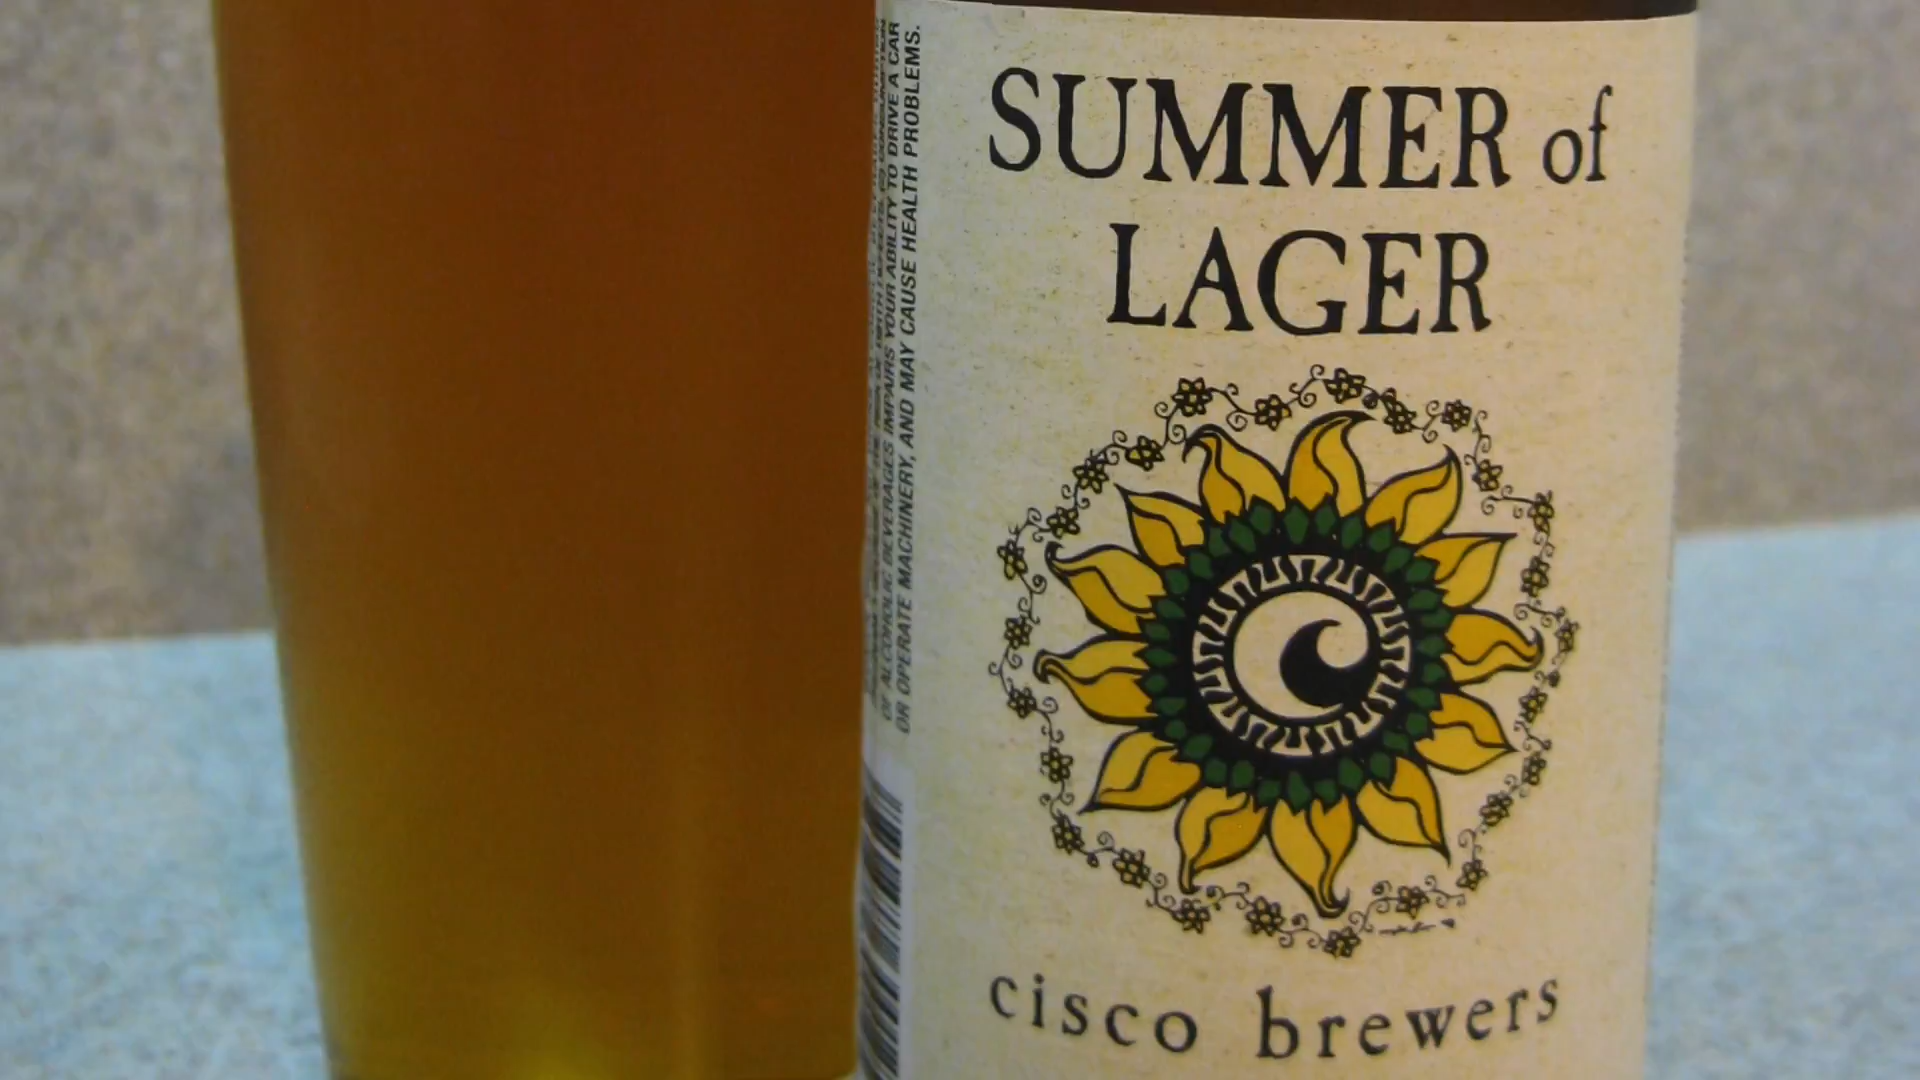 SUMMER of
LAGER
cisco brewers
OF ALCOHOLIC BEVERAGES IMPAIRS YOUR ABILITY TO DRIVE A CAR
OR OPERATE MACHINERY, AND MAY CAUSE HEALTH PROBLEMS.